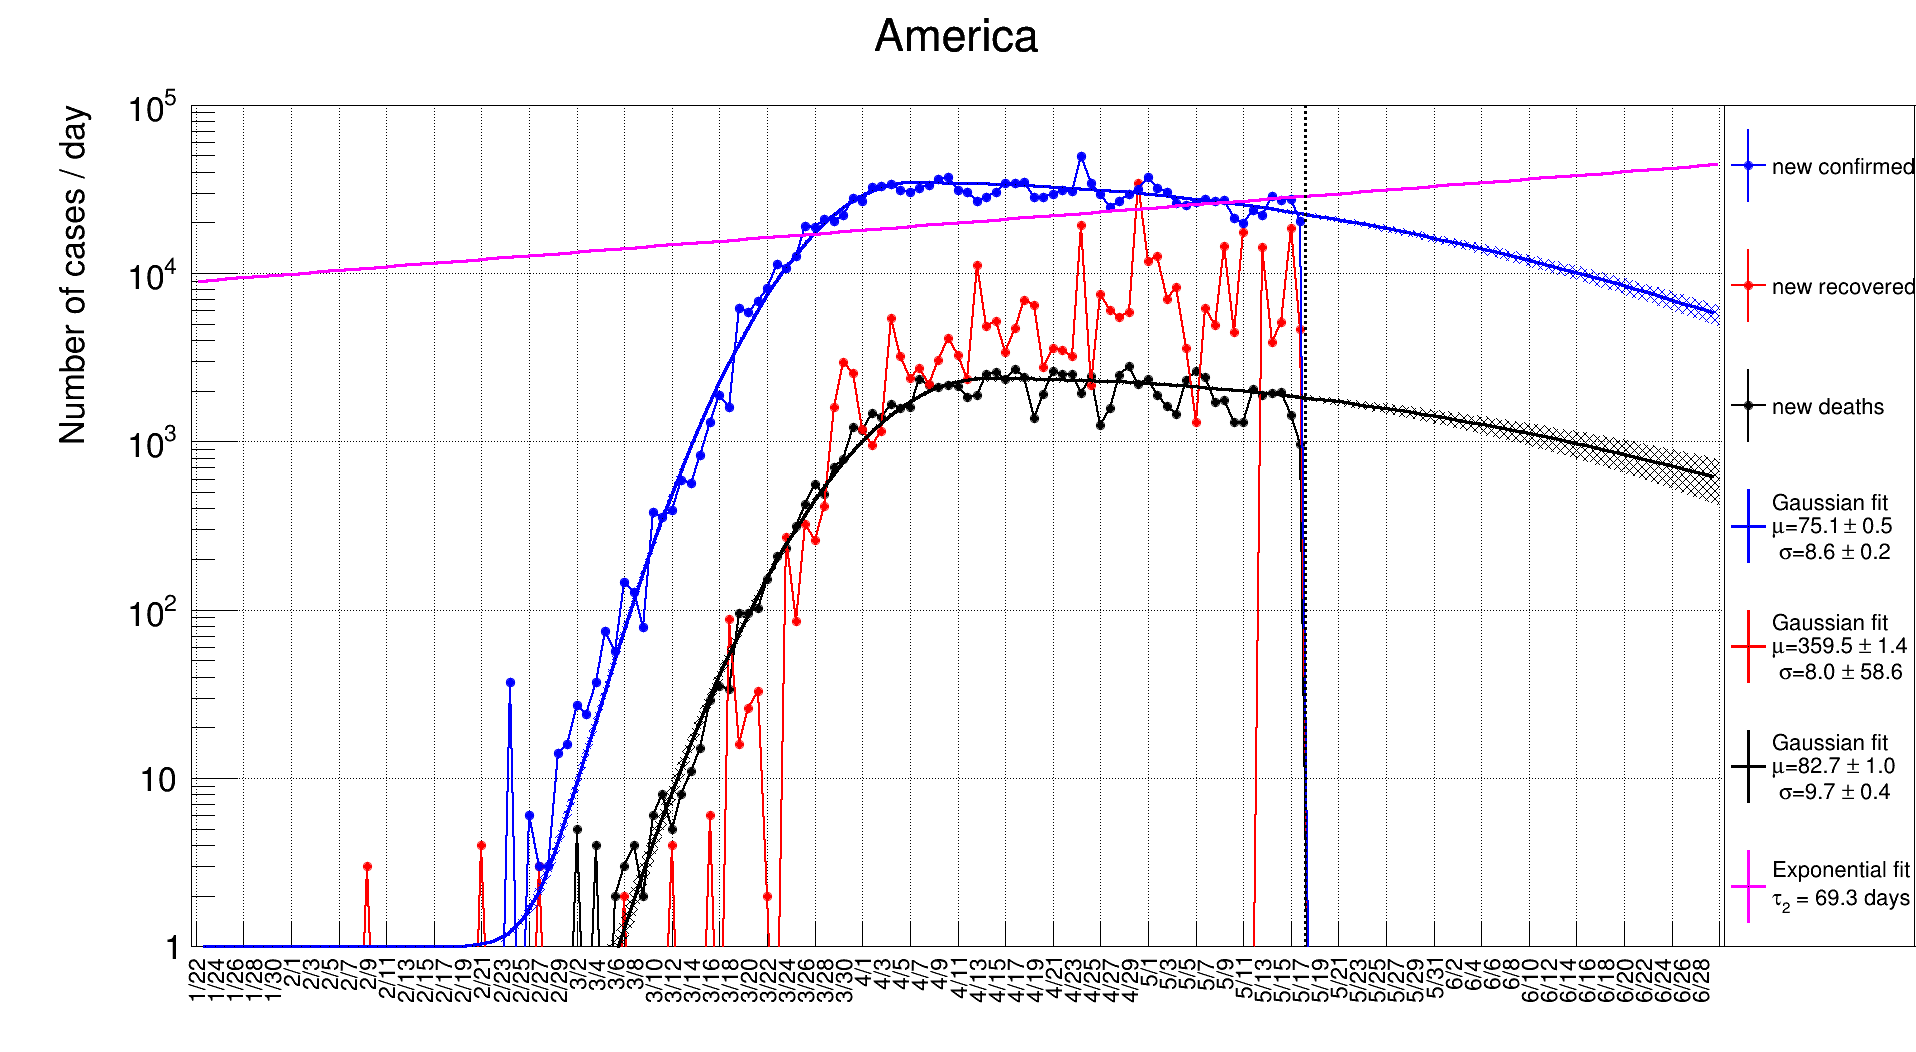 America
Number of cases / day
10^5
10^4
10^3
10^2
10
1
1/22 1/24 1/26 1/28 1/30 2/1 2/3 2/5 2/7 2/9 2/11 2/13 2/15 2/17 2/19 2/21 2/23 2/25 2/27 2/29 3/2 3/4 3/6 3/8 3/10 3/12 3/14 3/16 3/18 3/20 3/22 3/24 3/26 3/28 3/30 4/1 4/3 4/5 4/7 4/9 4/11 4/13 4/15 4/17 4/19 4/21 4/23 4/25 4/27 4/29 5/1 5/3 5/5 5/7 5/9 5/11 5/13 5/15 5/17 5/19 5/21 5/23 5/25 5/27 5/29 5/31 6/2 6/4 6/6 6/8 6/10 6/12 6/14 6/16 6/18 6/20 6/22 6/24 6/26 6/28
new confirmed
new recovered
new deaths
Gaussian fit
μ=75.1 ± 0.5
σ=8.6 ± 0.2
Gaussian fit
μ=359.5 ± 1.4
σ=8.0 ± 58.6
Gaussian fit
μ=82.7 ± 1.0
σ=9.7 ± 0.4
Exponential fit
τ₂ = 69.3 days